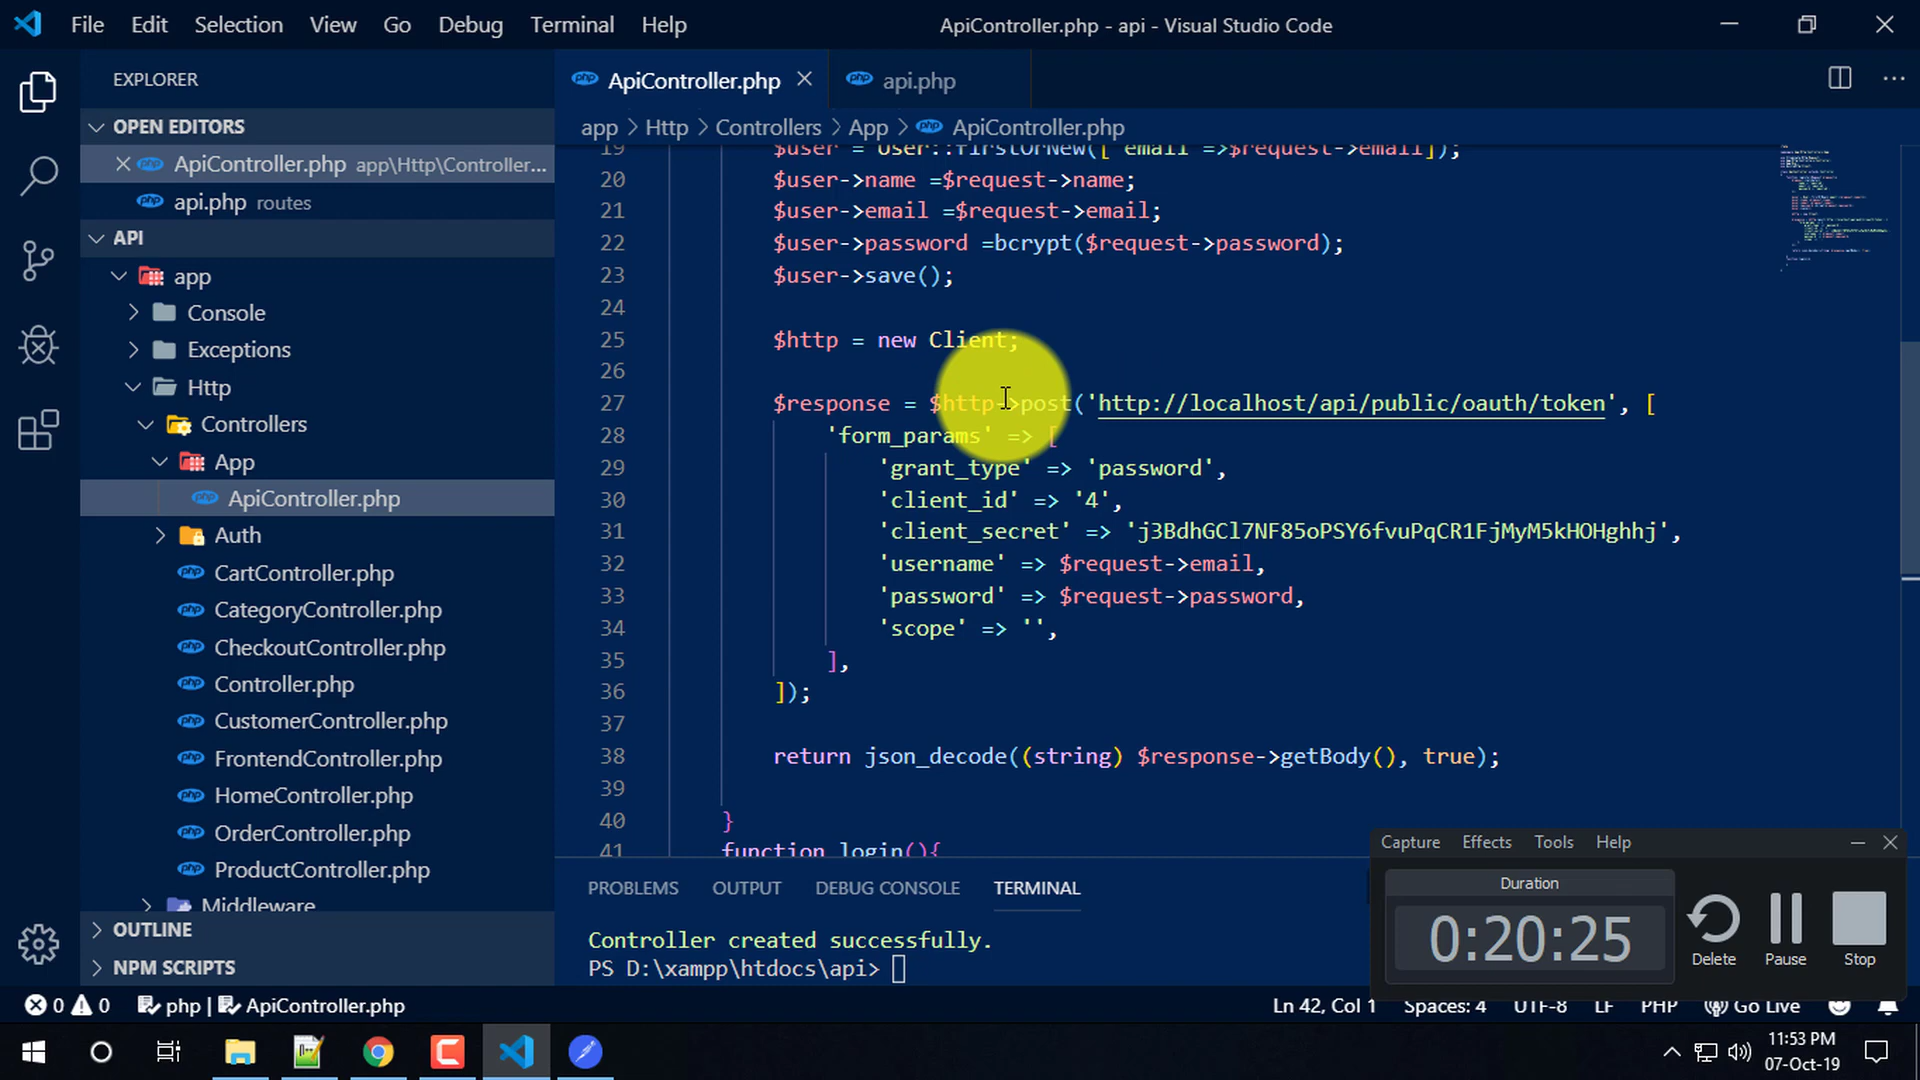 File Edit Selection View Go Debug Terminal Help
ApiController.php - api - Visual Studio Code
EXPLORER
OPEN EDITORS
ApiController.php app\Http\Controller...
api.php routes
API
app
Console
Exceptions
Http
Controllers
App
ApiController.php
Auth
CartController.php
CategoryController.php
CheckoutController.php
Controller.php
CustomerController.php
FrontendController.php
HomeController.php
OrderController.php
ProductController.php
Middleware
OUTLINE
NPM SCRIPTS
ApiController.php
api.php
app > Http > Controllers > App > ApiController.php
19 $user = User::firstOrNew(['email'=>$request->email]);
20 $user->name =$request->name;
21 $user->email =$request->email;
22 $user->password =bcrypt($request->password);
23 $user->save();
24
25 $http = new Client;
26
27 $response = $http->post('http://localhost/api/public/oauth/token', [
28 'form_params' => [
29 'grant_type' => 'password',
30 'client_id' => '4',
31 'client_secret' => 'j3BdhGCl7NF85oPSY6fvuPqCR1FjMyM5kHOHghhj',
32 'username' => $request->email,
33 'password' => $request->password,
34 'scope' => '',
35 ],
36 ]);
37
38 return json_decode((string) $response->getBody(), true);
39
40 }
41 function login(){
PROBLEMS OUTPUT DEBUG CONSOLE TERMINAL
Controller created successfully.
PS D:\xampp\htdocs\api>
Capture Effects Tools Help
Duration
0:20:25
Delete Pause Stop
0 0 php | ApiController.php
Ln 42, Col 1 Spaces: 4 UTF-8 LF PHP Go Live
11:53 PM
07-Oct-19